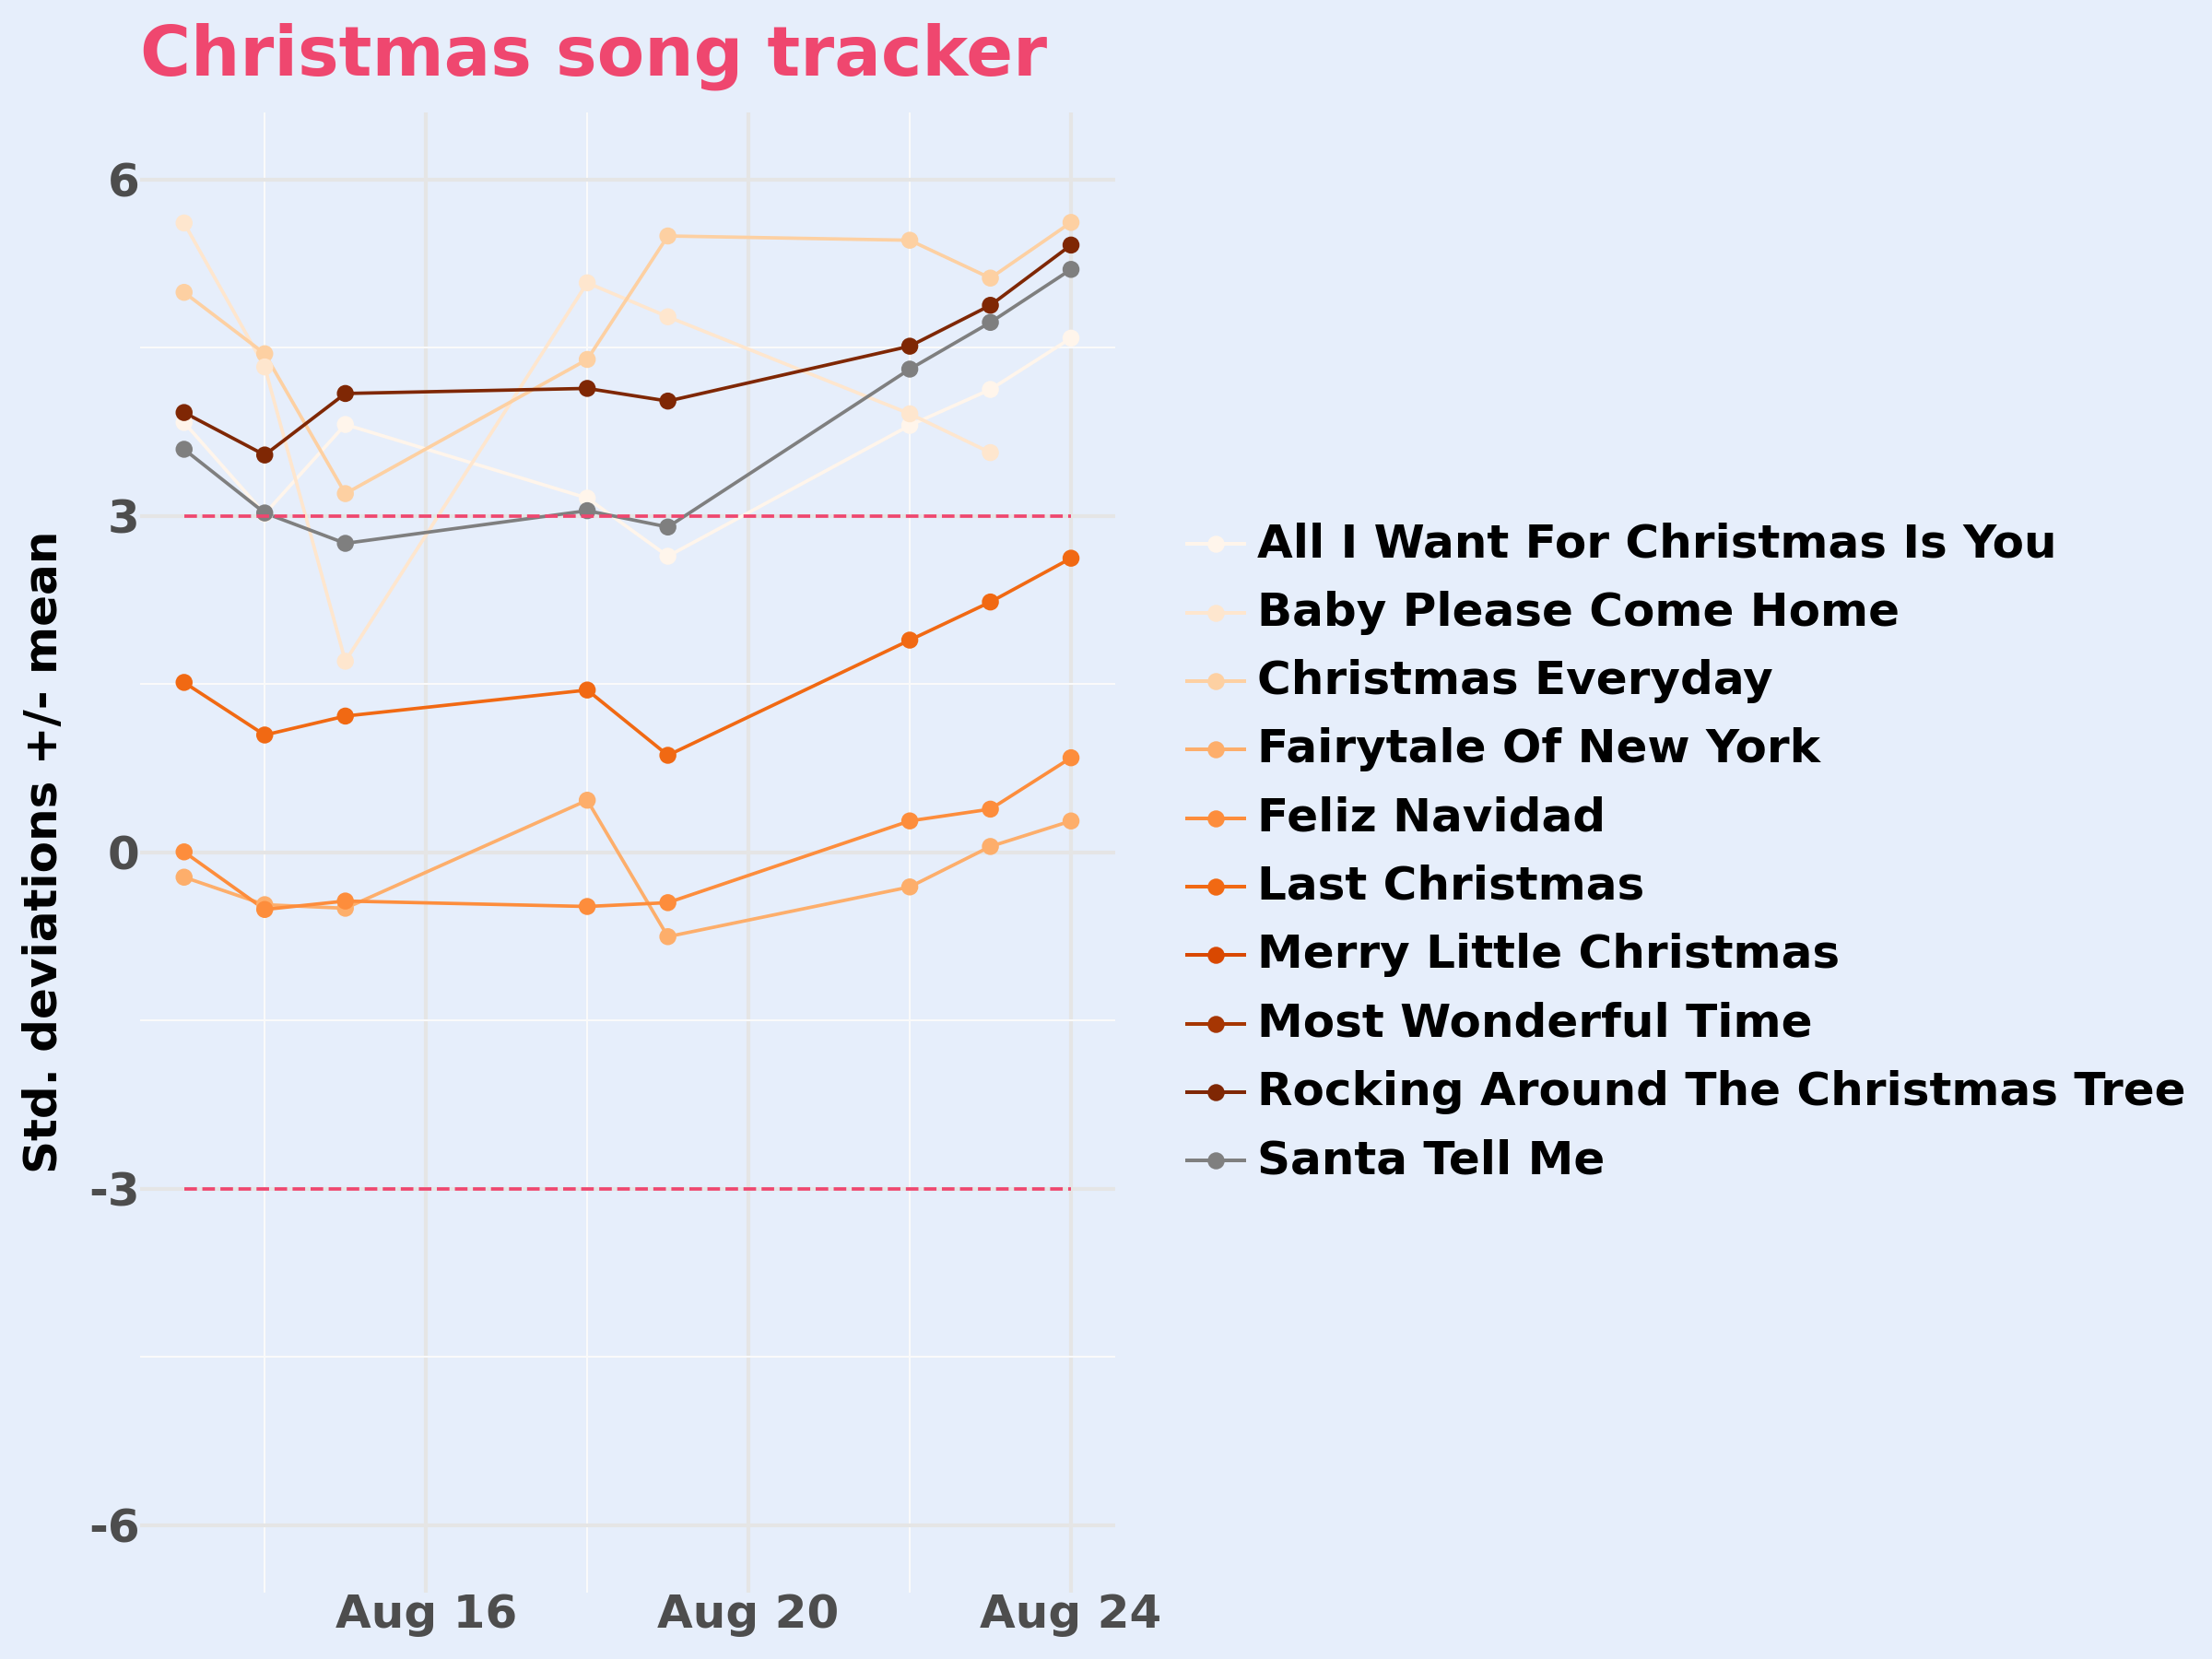 Christmas song tracker
Std. deviations +/- mean
6
3
0
-3
-6
Aug 16
Aug 20
Aug 24
All I Want For Christmas Is You
Baby Please Come Home
Christmas Everyday
Fairytale Of New York
Feliz Navidad
Last Christmas
Merry Little Christmas
Most Wonderful Time
Rocking Around The Christmas Tree
Santa Tell Me